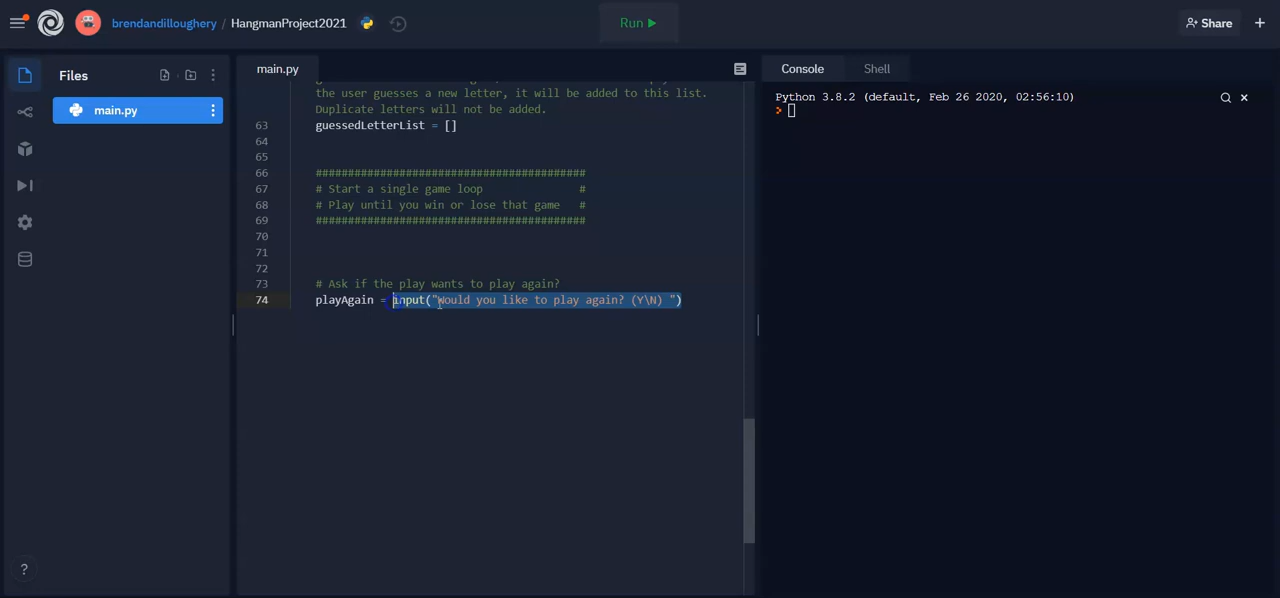 brendandilloughery / HangmanProject2021
Run
Share
Files
main.py
main.py
Console
Shell
the user guesses a new letter, it will be added to this list.
Duplicate letters will not be added.
63 guessedLetterList = []
64
65
66 ##########################################
67 # Start a single game loop #
68 # Play until you win or lose that game #
69 ##########################################
70
71
72
73 # Ask if the play wants to play again?
74 playAgain = input("Would you like to play again? (Y\N) ")
Python 3.8.2 (default, Feb 26 2020, 02:56:10)
>
?